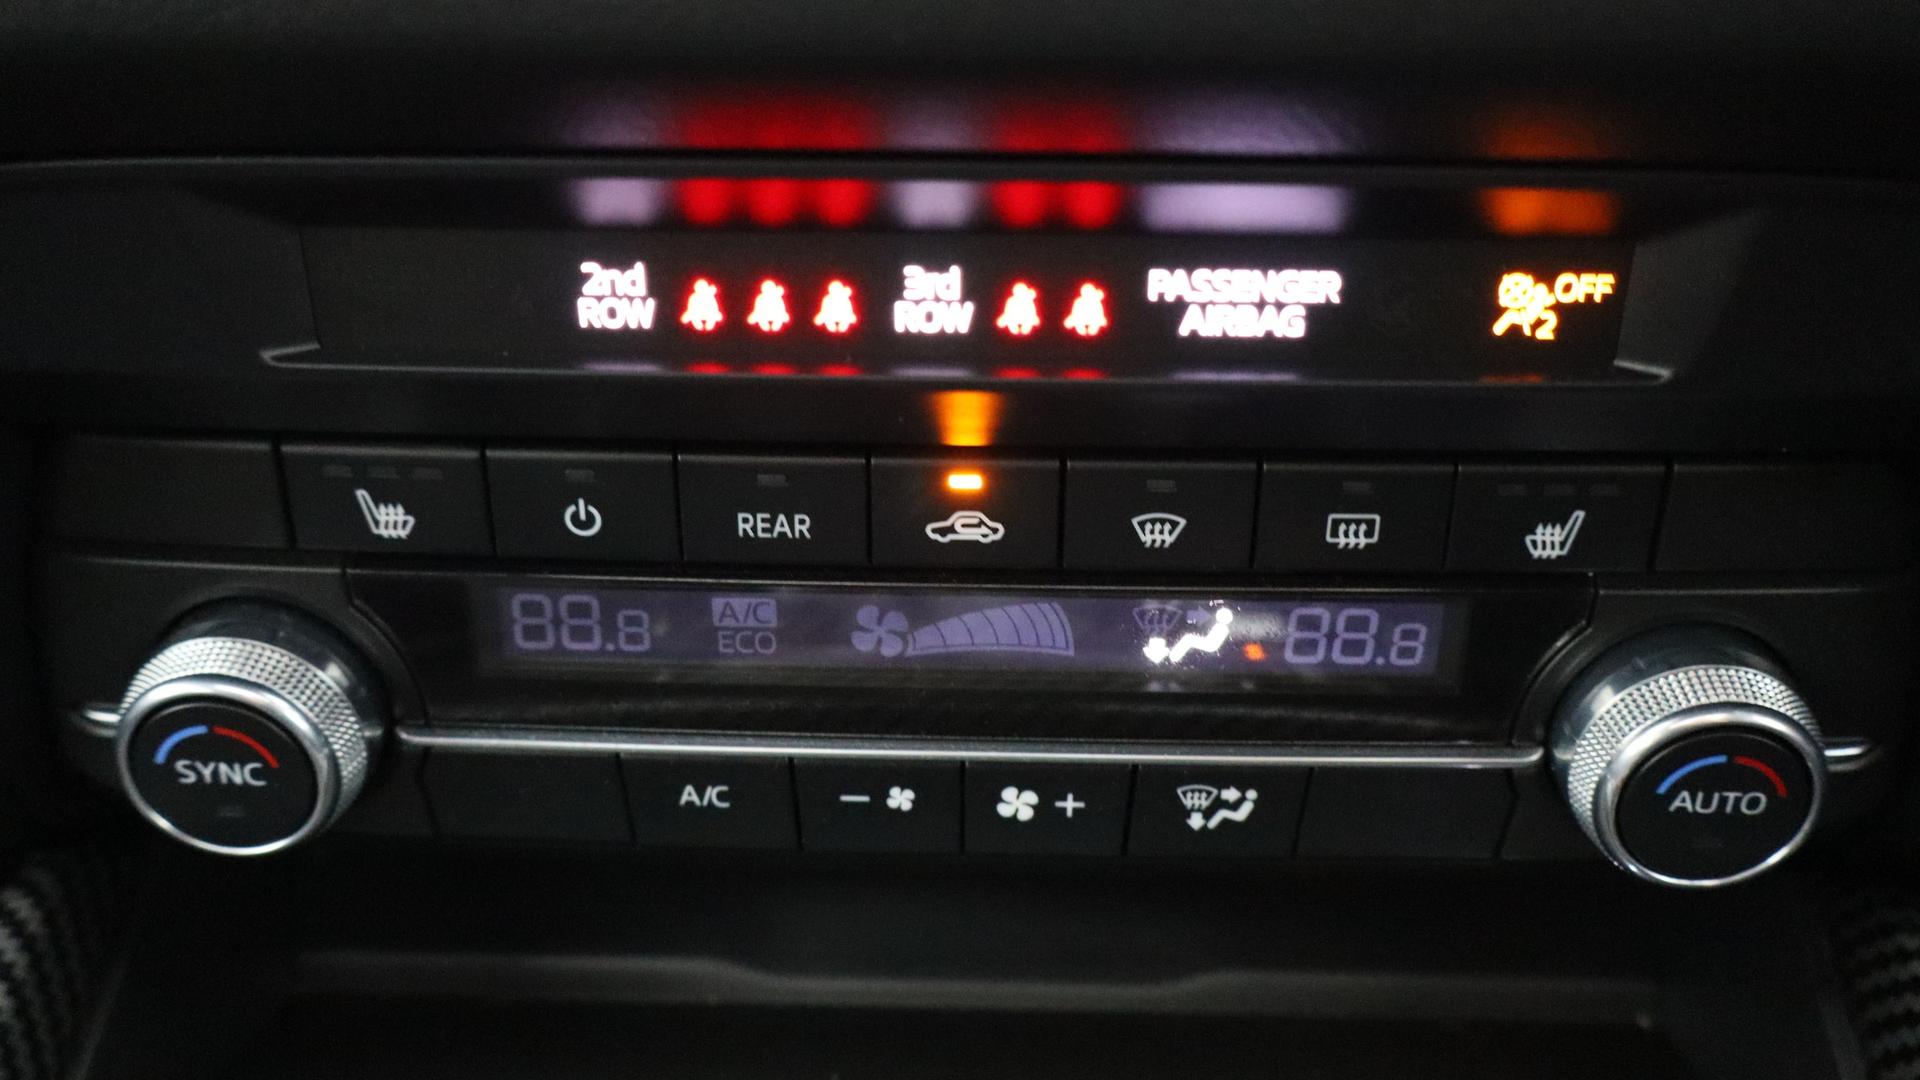 2nd
ROW
3rd
ROW
PASSENGER
AIRBAG
OFF
2
REAR
88.8
A/C
ECO
88.8
SYNC
A/C
AUTO